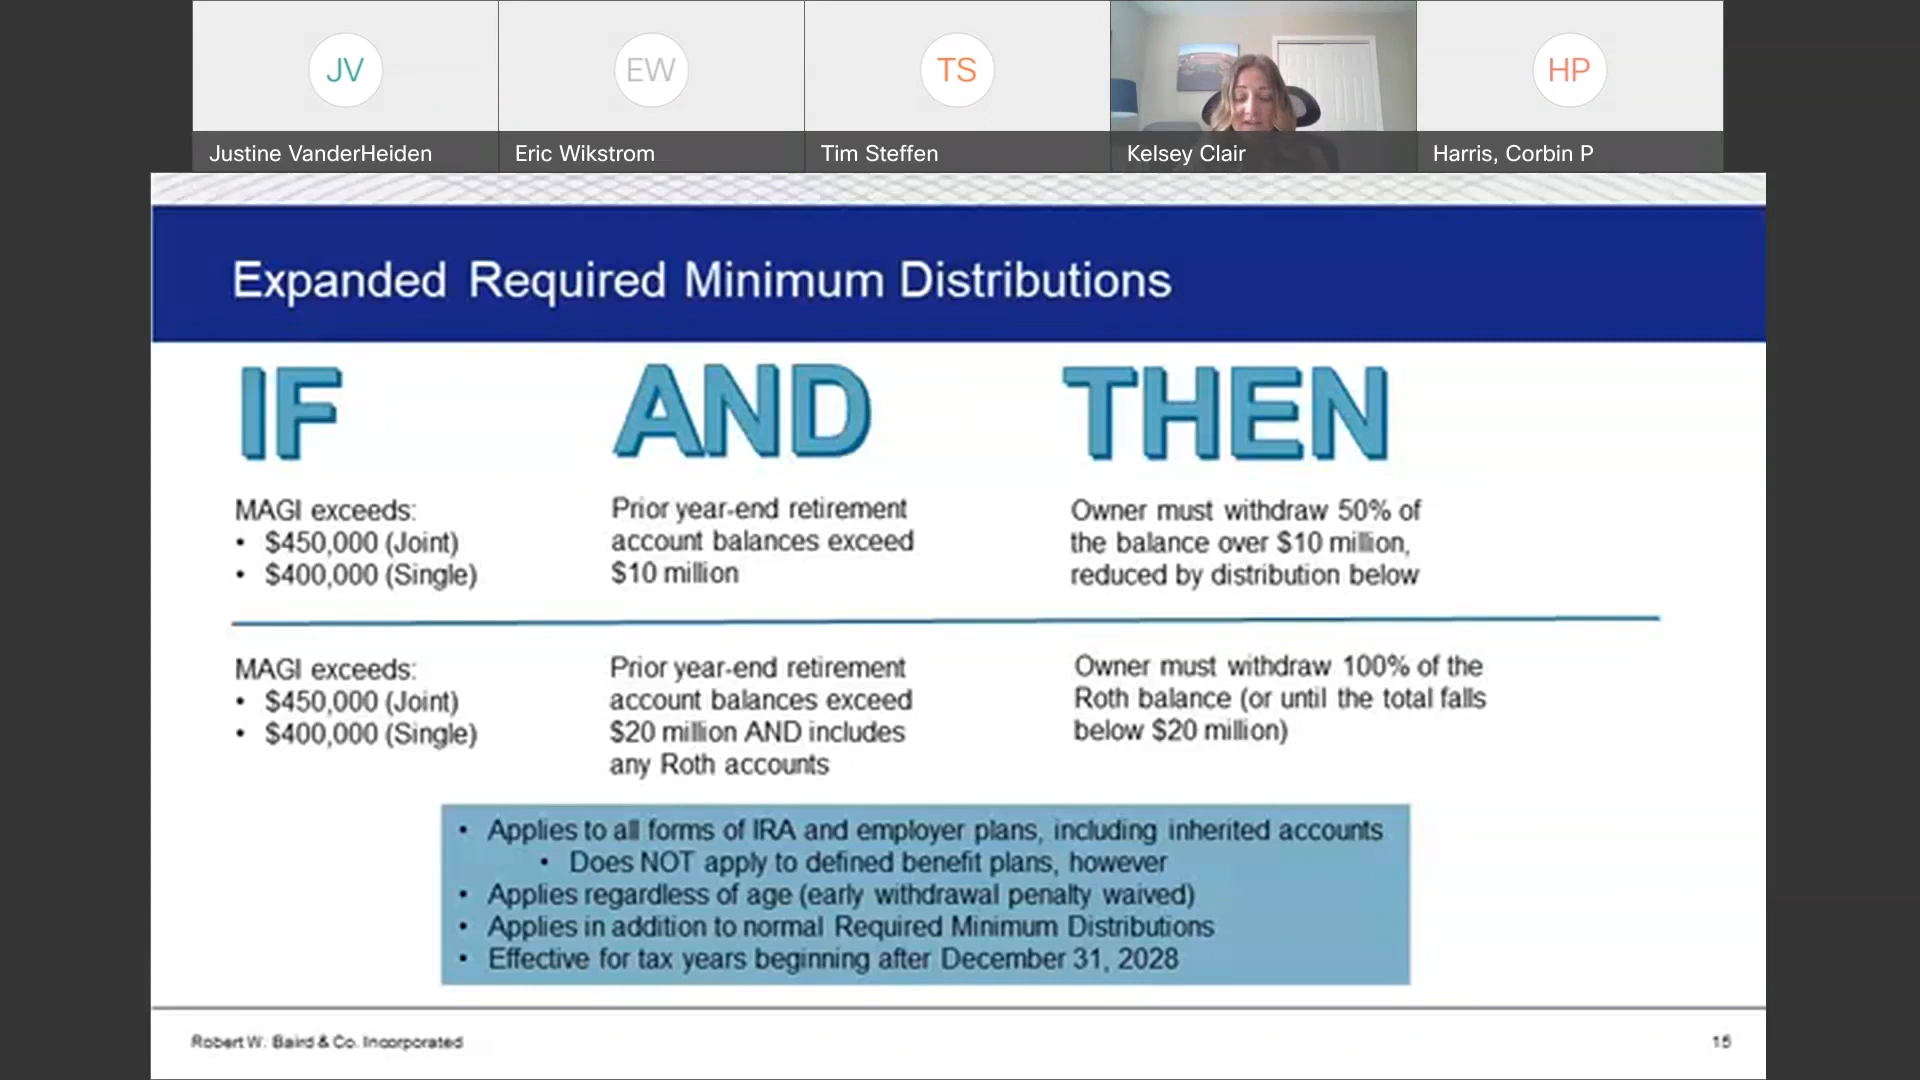 JV
EW
TS
HP
Justine VanderHeiden
Eric Wikstrom
Tim Steffen
Kelsey Clair
Harris, Corbin P
Expanded Required Minimum Distributions
IF
AND
THEN
MAGI exceeds:
• $450,000 (Joint)
• $400,000 (Single)
Prior year-end retirement
account balances exceed
$10 million
Owner must withdraw 50% of
the balance over $10 million,
reduced by distribution below
MAGI exceeds:
• $450,000 (Joint)
• $400,000 (Single)
Prior year-end retirement
account balances exceed
$20 million AND includes
any Roth accounts
Owner must withdraw 100% of the
Roth balance (or until the total falls
below $20 million)
• Applies to all forms of IRA and employer plans, including inherited accounts
• Does NOT apply to defined benefit plans, however
• Applies regardless of age (early withdrawal penalty waived)
• Applies in addition to normal Required Minimum Distributions
• Effective for tax years beginning after December 31, 2028
Robert W. Baird & Co. Incorporated
15